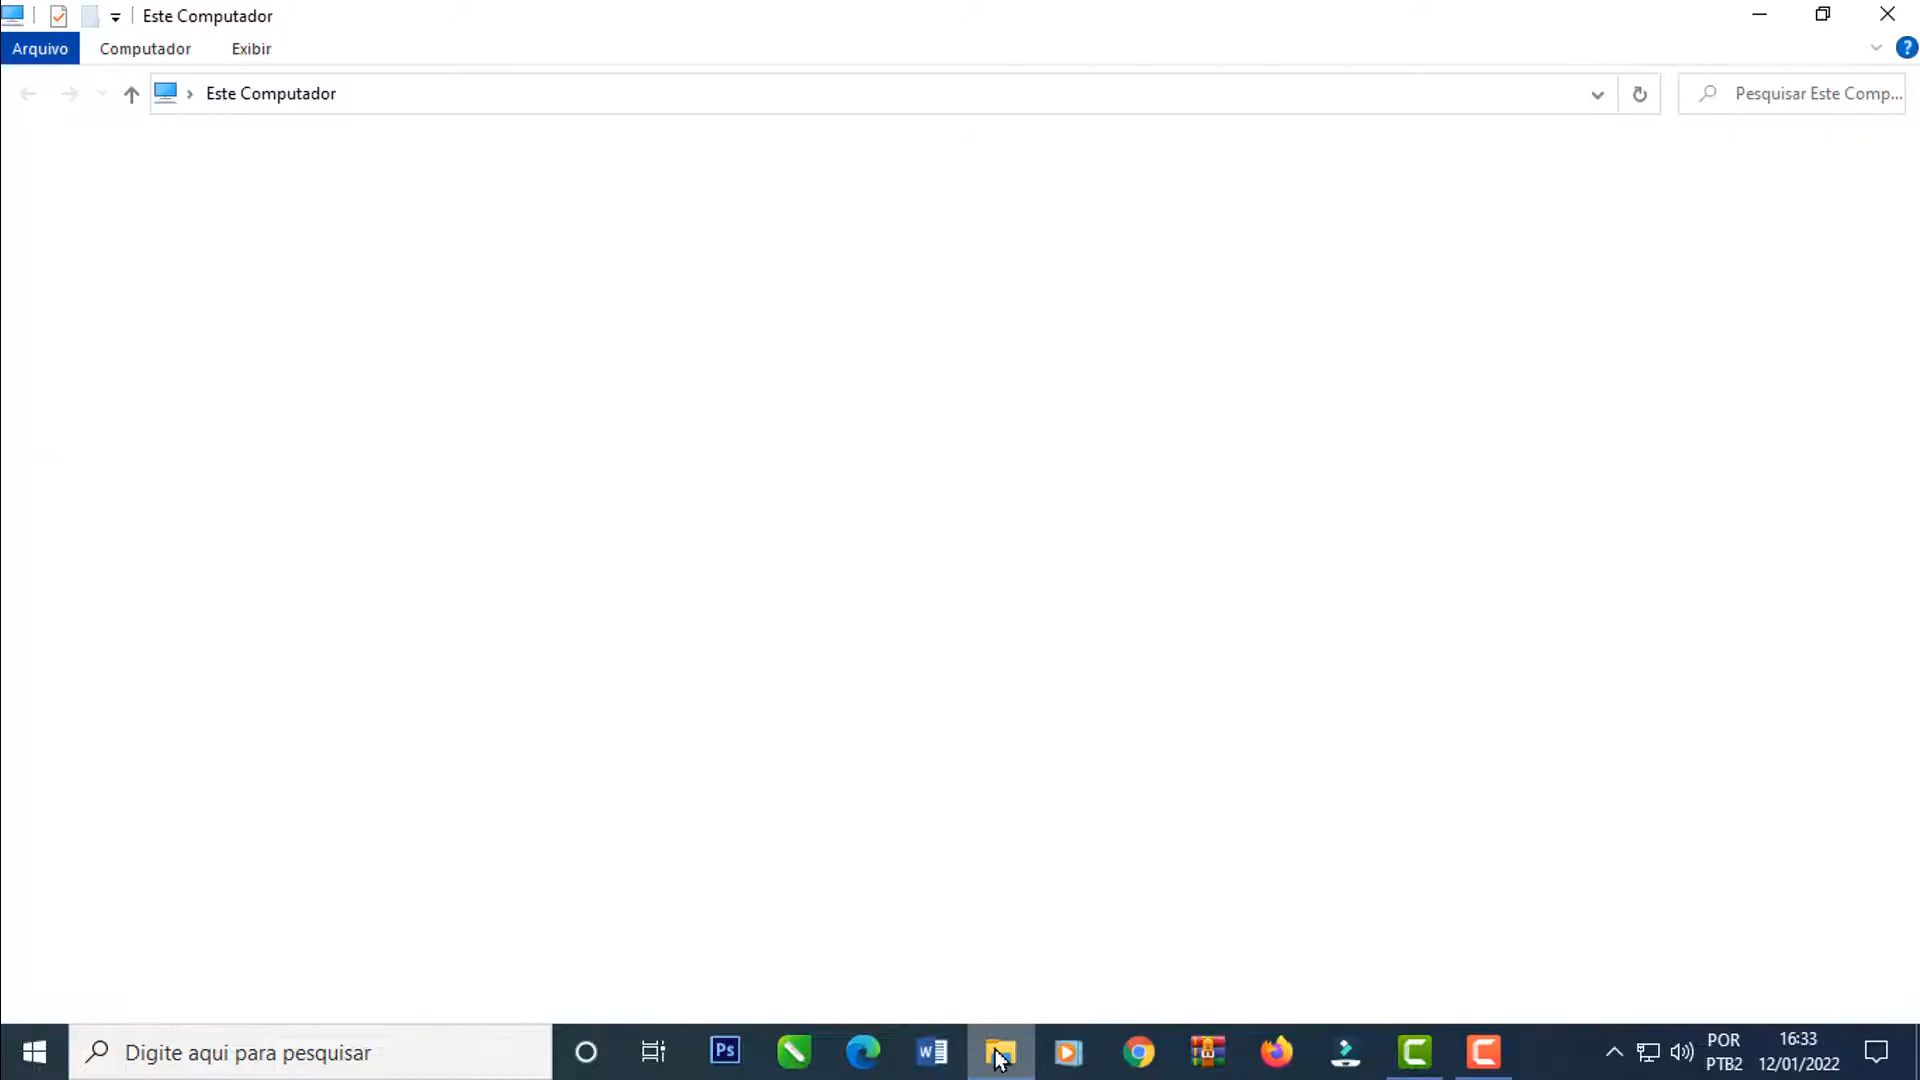 Este Computador
Arquivo Computador Exibir
Este Computador
Pesquisar Este Comp...
Digite aqui para pesquisar
Ps
POR
PTB2
16:33
12/01/2022